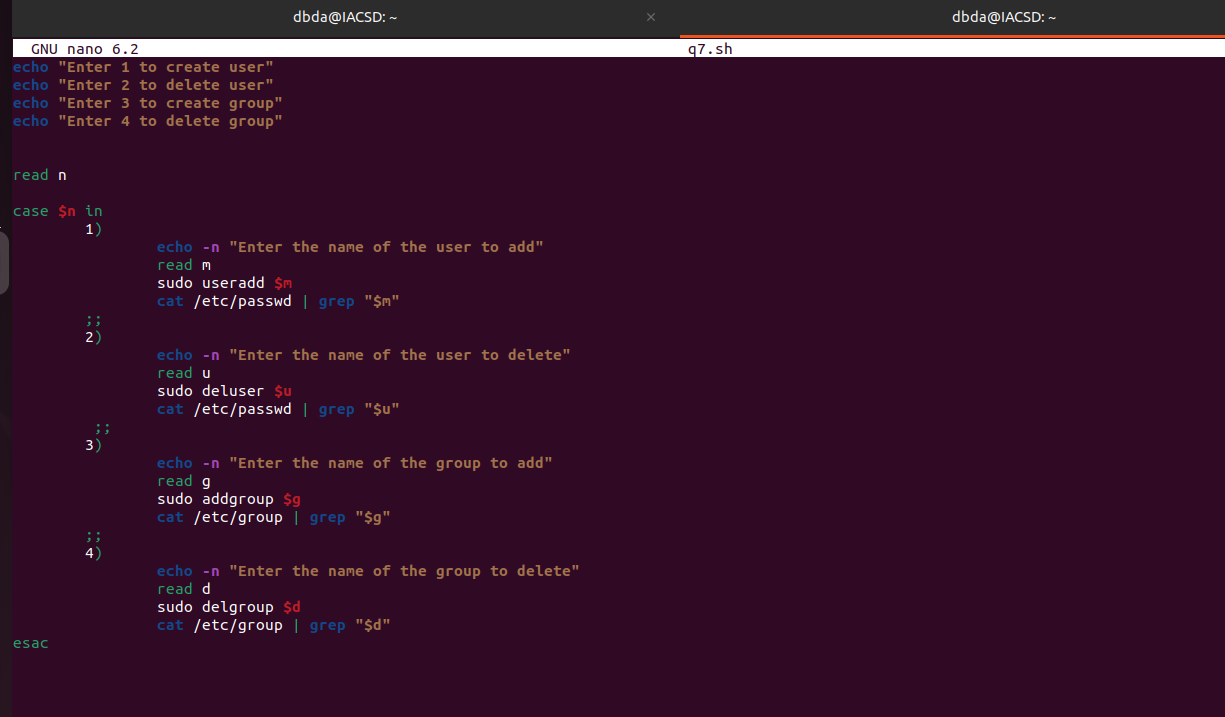 dbda@IACSD: ~ × dbda@IACSD: ~
GNU nano 6.2 q7.sh
echo "Enter 1 to create user"
echo "Enter 2 to delete user"
echo "Enter 3 to create group"
echo "Enter 4 to delete group"
read n
case $n in
1)
echo -n "Enter the name of the user to add"
read m
sudo useradd $m
cat /etc/passwd | grep "$m"
;;
2)
echo -n "Enter the name of the user to delete"
read u
sudo deluser $u
cat /etc/passwd | grep "$u"
;;
3)
echo -n "Enter the name of the group to add"
read g
sudo addgroup $g
cat /etc/group | grep "$g"
;;
4)
echo -n "Enter the name of the group to delete"
read d
sudo delgroup $d
cat /etc/group | grep "$d"
esac